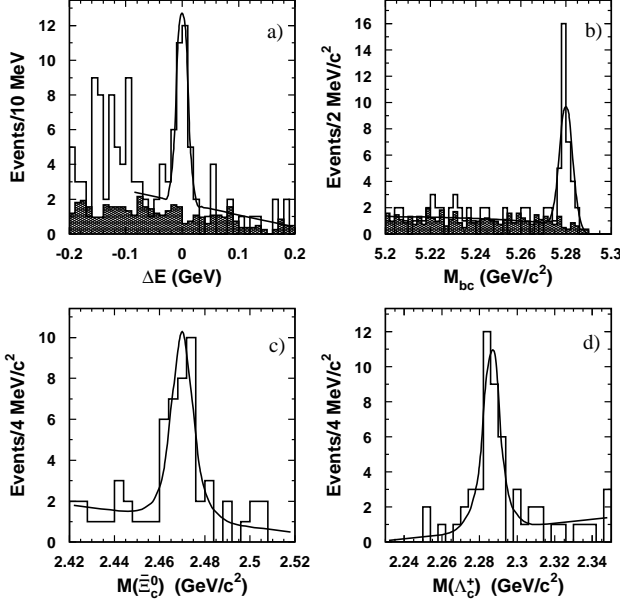 Events/10 MeV
12
10
8
6
4
2
0
a)
-0.2 -0.1 0 0.1 0.2
ΔE (GeV)
Events/2 MeV/c²
16
14
12
10
8
6
4
2
0
b)
5.2 5.22 5.24 5.26 5.28 5.3
M_bc (GeV/c²)
Events/4 MeV/c²
10
8
6
4
2
0
c)
2.42 2.44 2.46 2.48 2.5 2.52
M(Ξ̄_c⁰) (GeV/c²)
Events/4 MeV/c²
12
10
8
6
4
2
0
d)
2.24 2.26 2.28 2.3 2.32 2.34
M(Λ_c⁺) (GeV/c²)